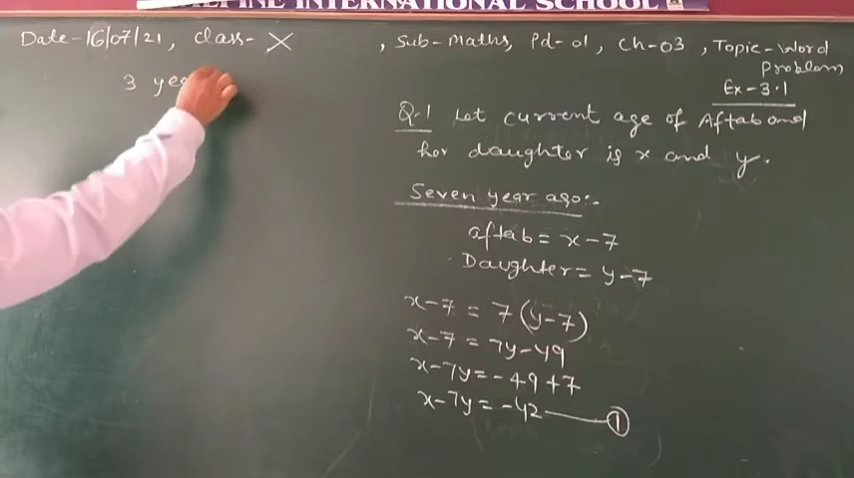 INTERNATIONAL SCHOOL
Date-16/07/21, Class- X , Sub- Maths, Pd-01, Ch-03, Topic-Word
Problem
Ex-3.1
3
Q.1 Let current age of Aftab and
her daughter is x and y.
Seven year ago:-
aftab = x-7
Daughter = y-7
x-7 = 7(y-7)
x-7 = 7y-49
x-7y = -49+7
x-7y = -42 — 1